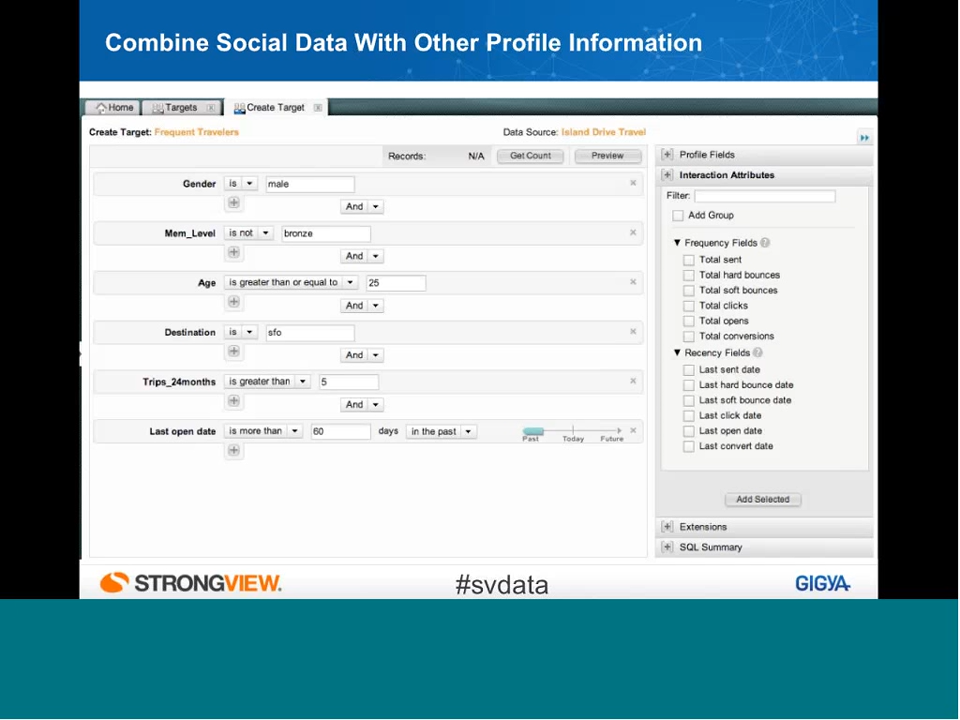 Combine Social Data With Other Profile Information
Home Targets Create Target
Create Target: Frequent Travelers Data Source: Island Drive Travel
Records: N/A Get Count Preview
Gender is male
And
Mem_Level is not bronze
And
Age is greater than or equal to 25
And
Destination is sfo
And
Trips_24months is greater than 5
And
Last open date is more than 60 days in the past
Past Today Future
Profile Fields
Interaction Attributes
Filter:
Add Group
Frequency Fields
Total sent
Total hard bounces
Total soft bounces
Total clicks
Total opens
Total conversions
Recency Fields
Last sent date
Last hard bounce date
Last soft bounce date
Last click date
Last open date
Last convert date
Add Selected
Extensions
SQL Summary
STRONGVIEW. #svdata GIGYA